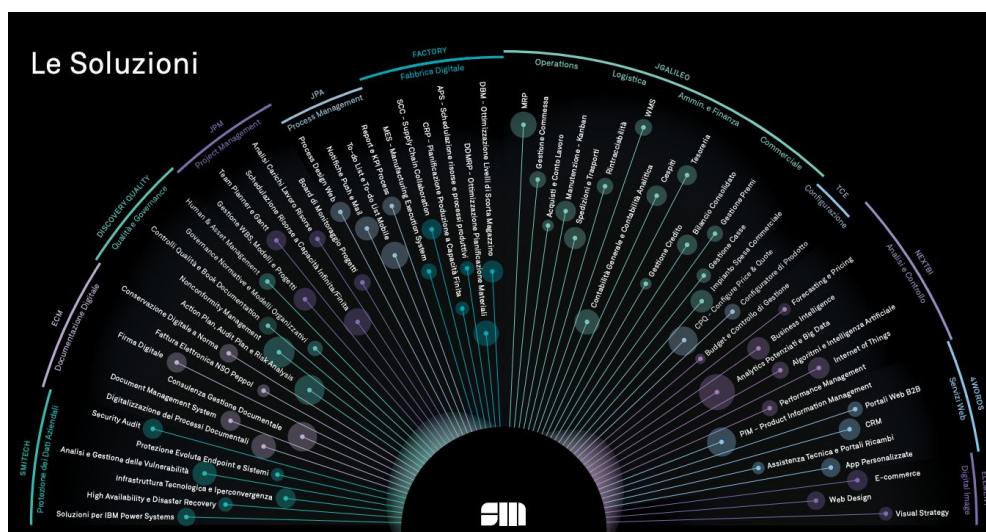 Le Soluzioni
SMITECH
Protezione dei Dati Aziendali
Soluzioni per IBM Power Systems
High Availability e Disaster Recovery
Infrastruttura Tecnologica e Iperconvergenza
Analisi e Gestione delle Vulnerabilità
Protezione Evoluta Endpoint e Sistemi
Security Audit
ECM
Documentazione Digitale
Digitalizzazione dei Processi Documentali
Document Management System
Consulenza Gestione Documentale
Firma Digitale
Fattura Elettronica NSO Peppol
Conservazione Digitale a Norma
DISCOVERY QUALITY
Qualità e Governance
Action Plan, Audit Plan e Risk Analysis
Nonconformity Management
Controlli Qualità e Book Documentation
Governance Normative e Modelli Organizzativi
Human & Asset Management
JPM
Project Management
Gestione WBS, Modelli e Progetti
Team Planner e Gantt
Schedulazione Risorse a Capacità Infinita/Finita
Analisi Carichi Lavoro Risorse
Board di Monitoraggio Progetti
JPA
Process Management
Process Design Web
Notifiche Push e Mail
To-do List e To-do List Mobile
Report e KPI Process
FACTORY
Fabbrica Digitale
MES - Manufacturing Execution System
SCC - Supply Chain Collaboration
CRP - Pianificazione Produzione a Capacità Finita
APS - Schedulazione risorse e processi produttivi
DDMRP - Ottimizzazione Pianificazione Materiali
DBM - Ottimizzazione Livelli di Scorta Magazzino
JGALILEO
Operations
Logistica
Ammin. e Finanza
Commerciale
MRP
Gestione Commessa
Acquisti e Conto Lavoro
Manutenzione - Kanban
Spedizioni e Trasporti
Rintracciabilità
WMS
Contabilità Generale e Contabilità Analitica
Cespiti
Tesoreria
Gestione Credito
Bilancio Consolidato
Gestione Premi
Gestione Casse
Impianto Spesa Commerciale
TCE
Configurazione
CPQ - Configure Price & Quote
Configuratore di Prodotto
NEXTBI
Analisi e Controllo
Budget e Controllo di Gestione
Forecasting e Pricing
Business Intelligence
Analytics Potenziati e Big Data
Algoritmi e Intelligenza Artificiale
Internet of Things
Performance Management
4WORDS
Servizi Web
PIM - Product Information Management
Portali Web B2B
CRM
Assistenza Tecnica e Portali Ricambi
App Personalizzate
Digital Image
E-commerce
Web Design
Visual Strategy
sm